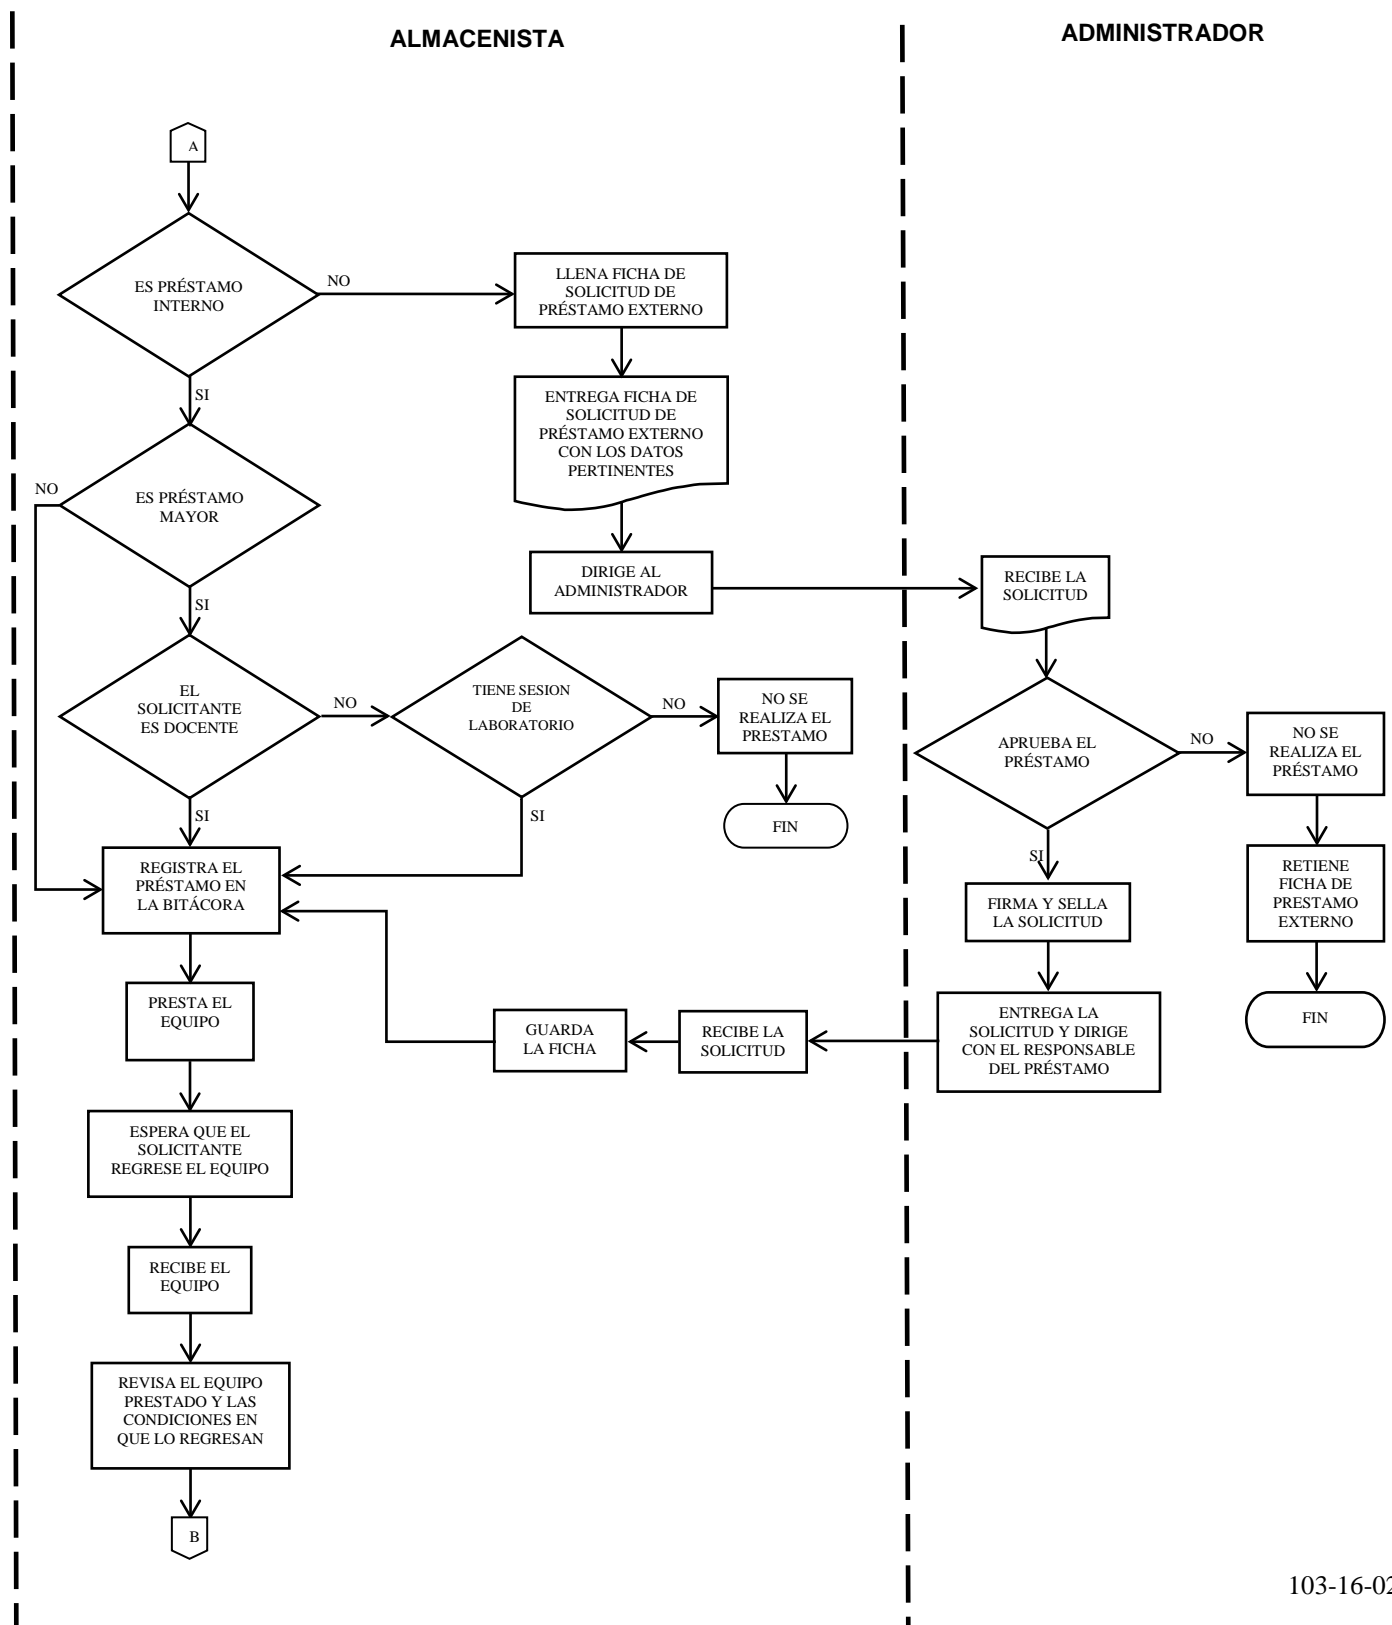 ALMACENISTA
ADMINISTRADOR
A
ES PRÉSTAMO
INTERNO
NO
SI
LLENA FICHA DE
SOLICITUD DE
PRÉSTAMO EXTERNO
ENTREGA FICHA DE
SOLICITUD DE
PRÉSTAMO EXTERNO
CON LOS DATOS
PERTINENTES
NO
ES PRÉSTAMO
MAYOR
SI
DIRIGE AL
ADMINISTRADOR
RECIBE LA
SOLICITUD
EL
SOLICITANTE
ES DOCENTE
NO
SI
TIENE SESION
DE
LABORATORIO
NO
SI
NO SE
REALIZA EL
PRESTAMO
FIN
APRUEBA EL
PRÉSTAMO
NO
SI
NO SE
REALIZA EL
PRÉSTAMO
RETIENE
FICHA DE
PRESTAMO
EXTERNO
FIN
FIRMA Y SELLA
LA SOLICITUD
ENTREGA LA
SOLICITUD Y DIRIGE
CON EL RESPONSABLE
DEL PRÉSTAMO
RECIBE LA
SOLICITUD
GUARDA
LA FICHA
REGISTRA EL
PRÉSTAMO EN
LA BITÁCORA
PRESTA EL
EQUIPO
ESPERA QUE EL
SOLICITANTE
REGRESE EL EQUIPO
RECIBE EL
EQUIPO
REVISA EL EQUIPO
PRESTADO Y LAS
CONDICIONES EN
QUE LO REGRESAN
B
103-16-02